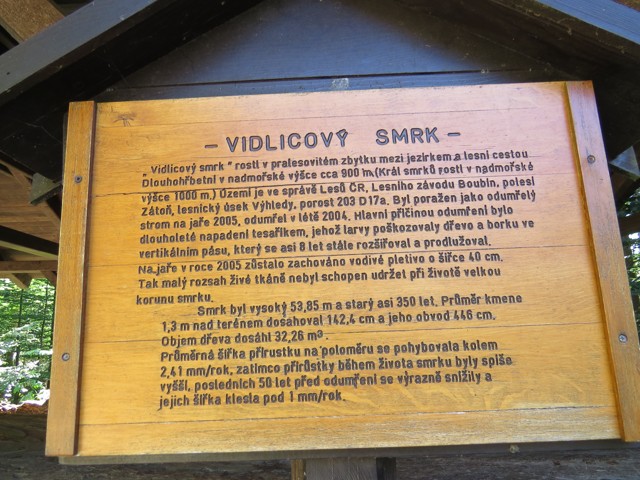 - VIDLICOVÝ SMRK -
„Vidlicový smrk" rostl v pralesovitém zbytku mezi jezírkem a lesní cestou
Dlouhohřbetní v nadmořské výšce cca 900 m. (Král smrků rostl v nadmořské
výšce 1000 m.) Území je ve správě Lesů ČR, Lesního závodu Boubín, polesí
Zátoň, lesnický úsek Výhledy, porost 203 D17a. Byl poražen jako odumřelý
strom na jaře 2005, odumřel v létě 2004. Hlavní příčinou odumření bylo
dlouholeté napadení tesaříkem, jehož larvy poškozovaly dřevo a borku ve
vertikálním pásu, který se asi 8 let stále rozšiřoval a prodlužoval.
Na jaře v roce 2005 zůstalo zachováno vodivé pletivo o šířce 40 cm.
Tak malý rozsah živé tkáně nebyl schopen udržet při životě velkou
korunu smrku.
Smrk byl vysoký 53,85 m a starý asi 350 let. Průměr kmene
1,3 m nad terénem dosahoval 142,4 cm a jeho obvod 446 cm.
Objem dřeva dosáhl 32,26 m³.
Průměrná šířka přírustku na poloměru se pohybovala kolem
2,41 mm/rok, zatímco přírůstky během života smrku byly spíše
vyšší, posledních 50 let před odumřením se výrazně snížily a
jejich šířka klesla pod 1 mm/rok.